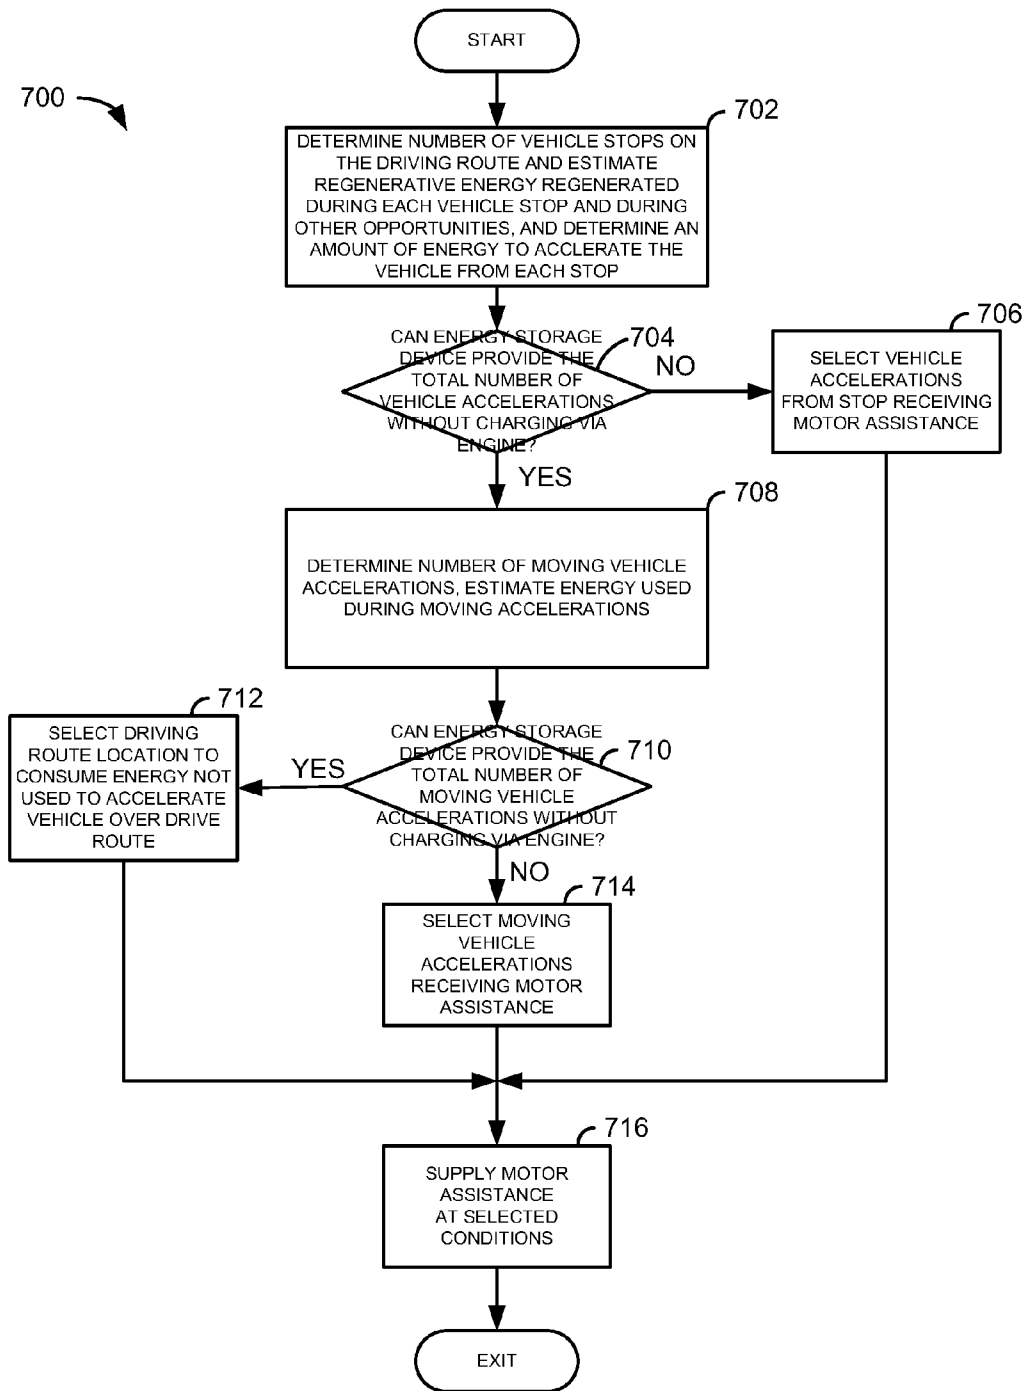 START
700
702
DETERMINE NUMBER OF VEHICLE STOPS ON
THE DRIVING ROUTE AND ESTIMATE
REGENERATIVE ENERGY REGENERATED
DURING EACH VEHICLE STOP AND DURING
OTHER OPPORTUNITIES, AND DETERMINE AN
AMOUNT OF ENERGY TO ACCLERATE THE
VEHICLE FROM EACH STOP
704
CAN ENERGY STORAGE
DEVICE PROVIDE THE
TOTAL NUMBER OF
VEHICLE ACCELERATIONS
WITHOUT CHARGING VIA
ENGINE?
NO
706
SELECT VEHICLE
ACCELERATIONS
FROM STOP RECEIVING
MOTOR ASSISTANCE
YES
708
DETERMINE NUMBER OF MOVING VEHICLE
ACCELERATIONS, ESTIMATE ENERGY USED
DURING MOVING ACCELERATIONS
710
CAN ENERGY STORAGE
DEVICE PROVIDE THE
TOTAL NUMBER OF
MOVING VEHICLE
ACCELERATIONS WITHOUT
CHARGING VIA ENGINE?
YES
712
SELECT DRIVING
ROUTE LOCATION TO
CONSUME ENERGY NOT
USED TO ACCELERATE
VEHICLE OVER DRIVE
ROUTE
NO
714
SELECT MOVING
VEHICLE
ACCELERATIONS
RECEIVING MOTOR
ASSISTANCE
716
SUPPLY MOTOR
ASSISTANCE
AT SELECTED
CONDITIONS
EXIT